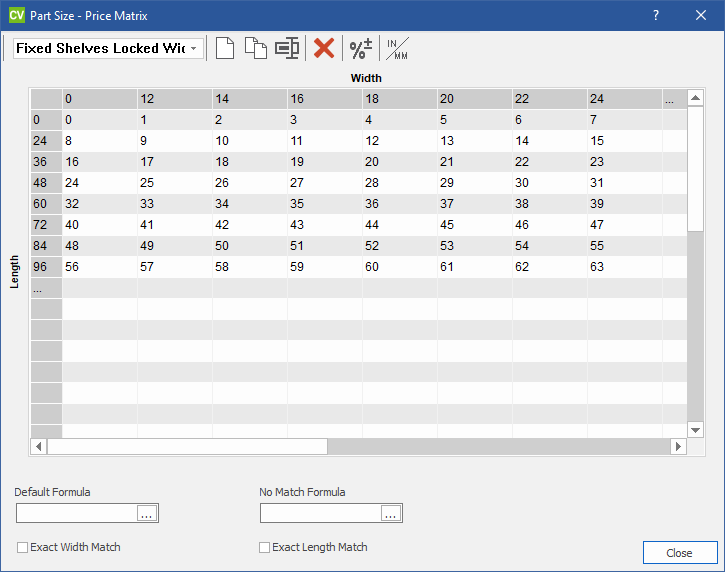 CV Part Size - Price Matrix ?
Fixed Shelves Locked Wic %± IN/MM
Width
0 12 14 16 18 20 22 24 ...
0 0 1 2 3 4 5 6 7
24 8 9 10 11 12 13 14 15
36 16 17 18 19 20 21 22 23
48 24 25 26 27 28 29 30 31
60 32 33 34 35 36 37 38 39
72 40 41 42 43 44 45 46 47
84 48 49 50 51 52 53 54 55
96 56 57 58 59 60 61 62 63
...
Length
Default Formula No Match Formula
... ...
Exact Width Match Exact Length Match
Close